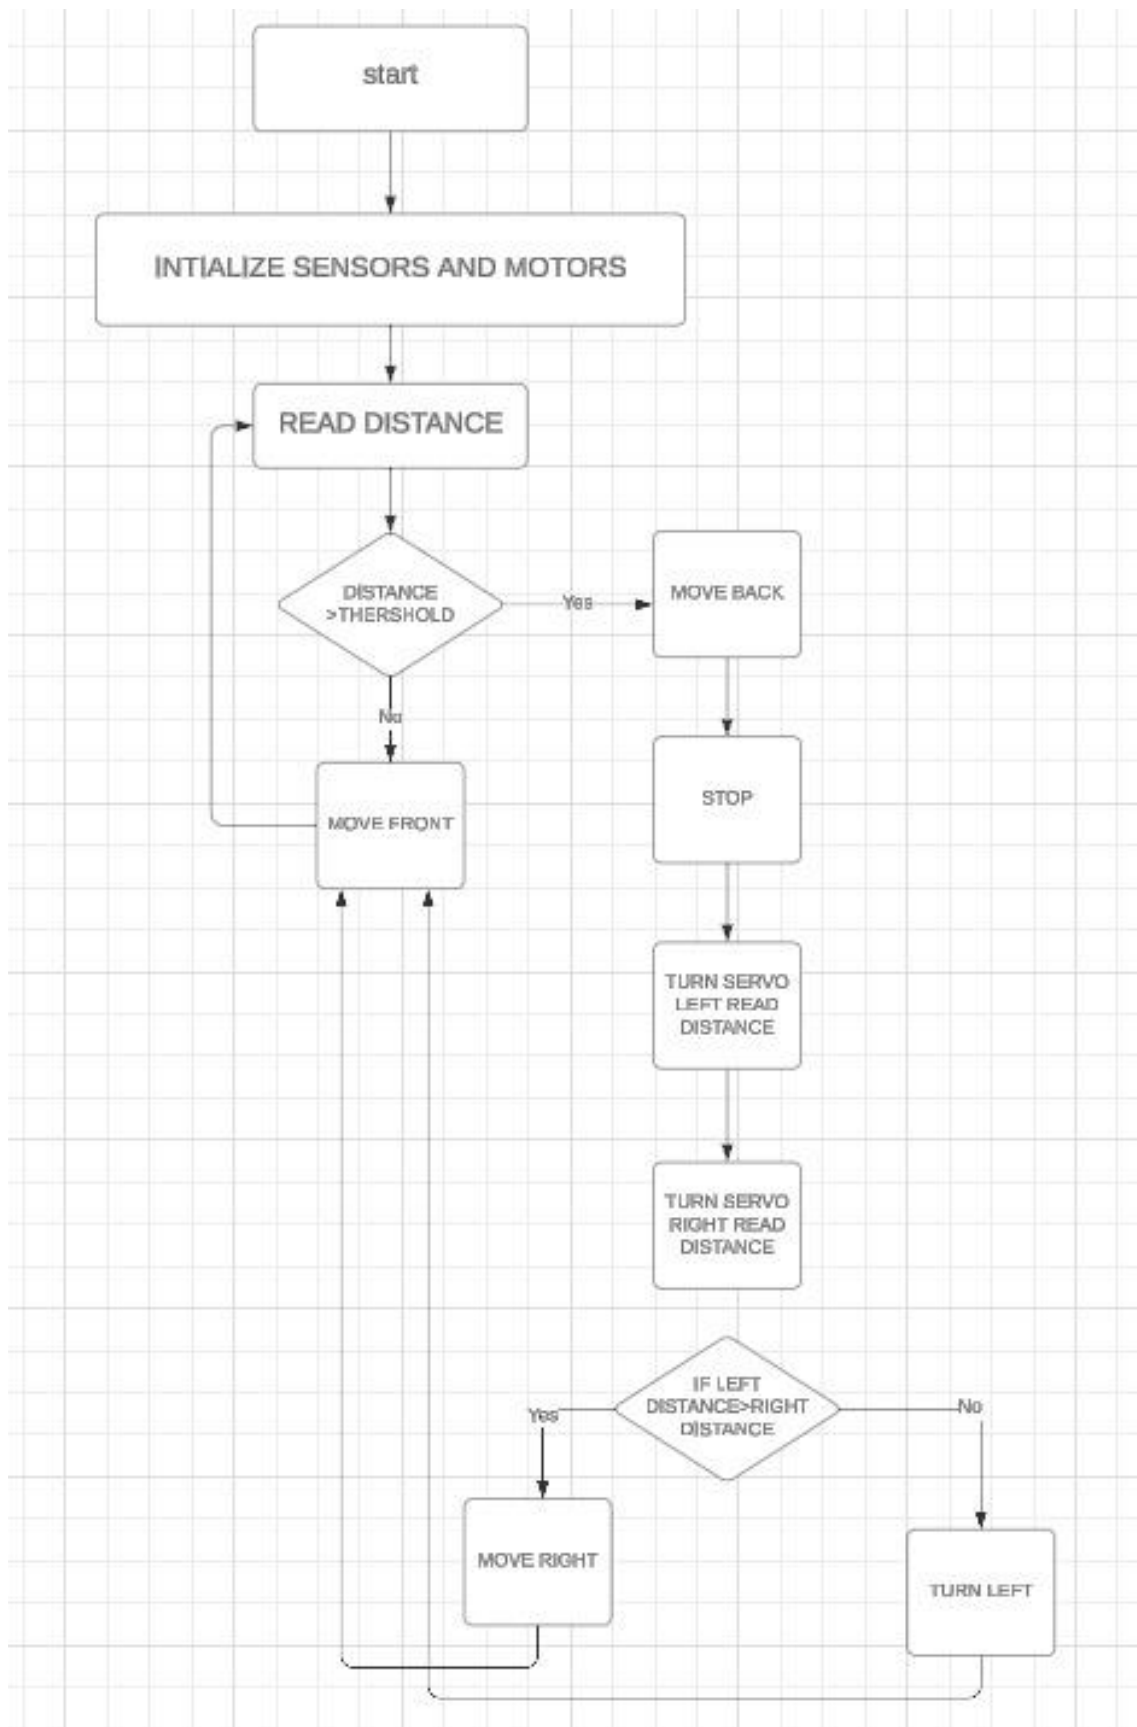 start
INTIALIZE SENSORS AND MOTORS
READ DISTANCE
DISTANCE
>THERSHOLD
Yes
MOVE BACK
No
MOVE FRONT
STOP
TURN SERVO
LEFT READ
DISTANCE
TURN SERVO
RIGHT READ
DISTANCE
IF LEFT
DISTANCE>RIGHT
DISTANCE
Yes
No
MOVE RIGHT
TURN LEFT